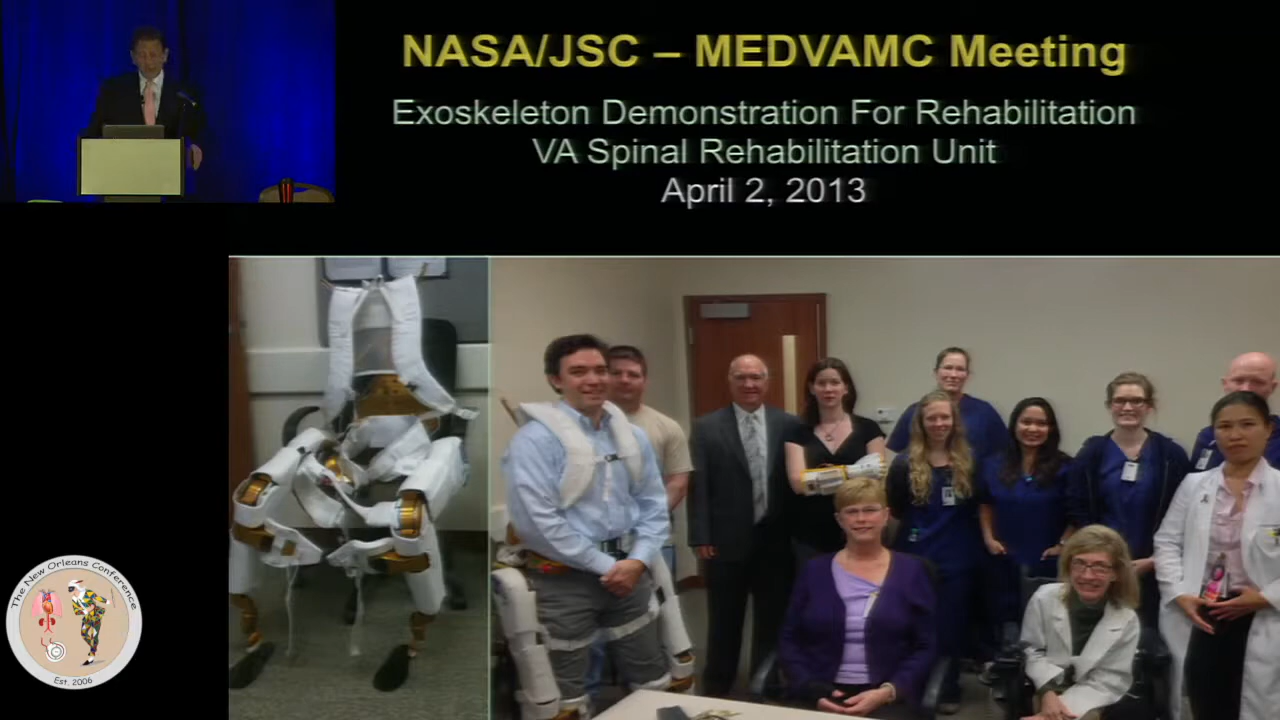 NASA/JSC – MEDVAMC Meeting
Exoskeleton Demonstration For Rehabilitation
VA Spinal Rehabilitation Unit
April 2, 2013
The New Orleans Conference
Est. 2006